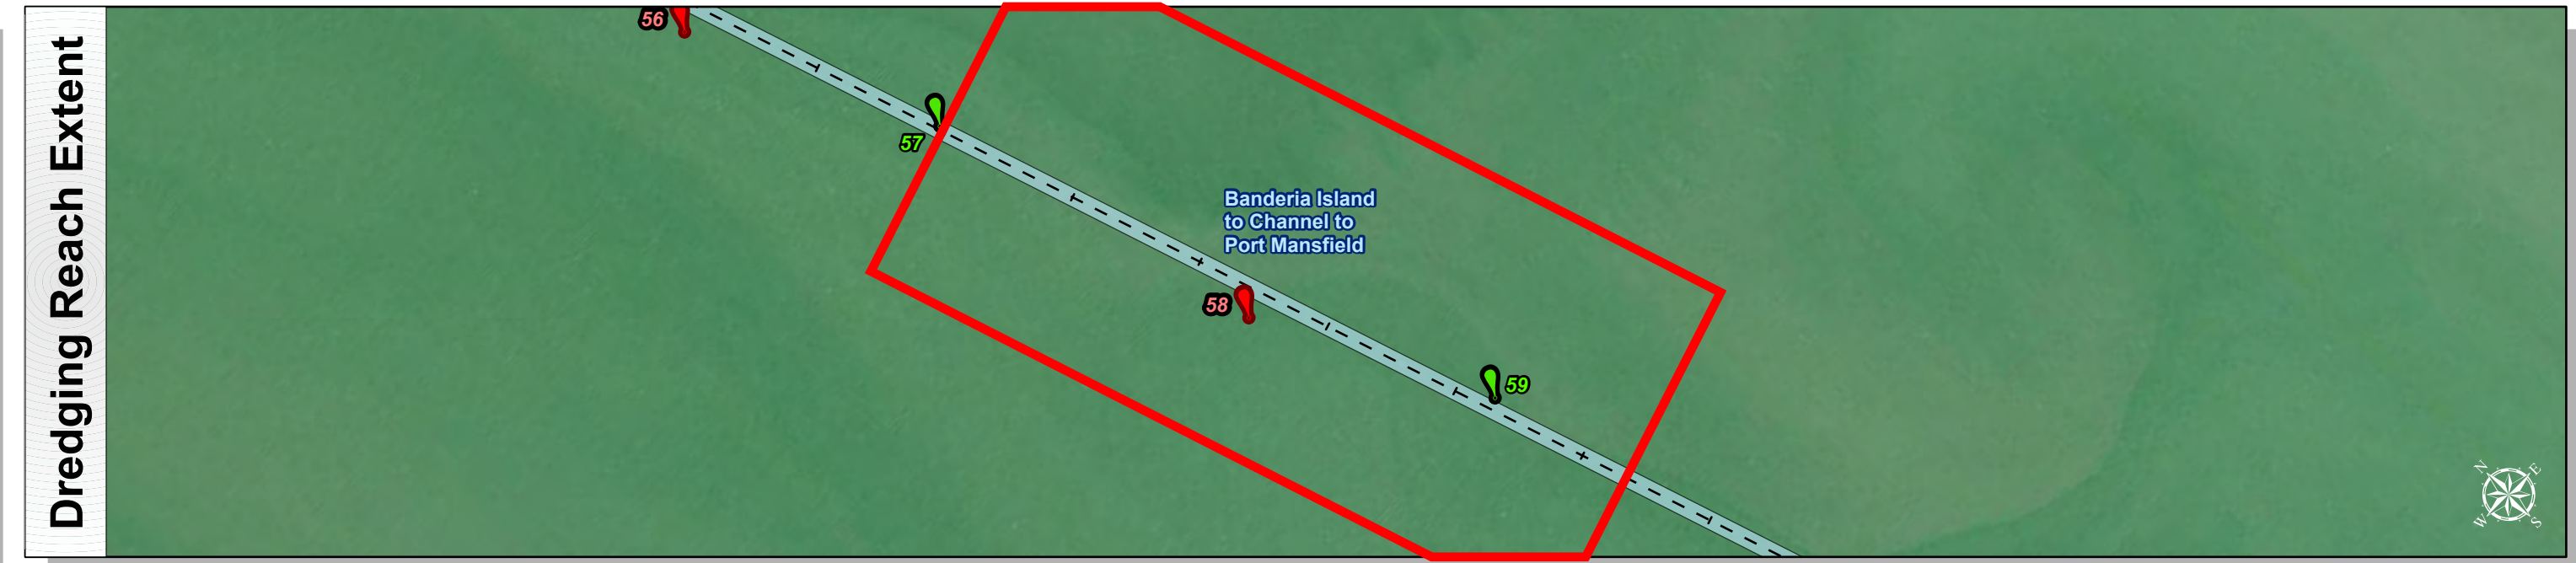 Dredging Reach Extent
56
57
Banderia Island
to Channel to
Port Mansfield
58
59
N
E
W
S